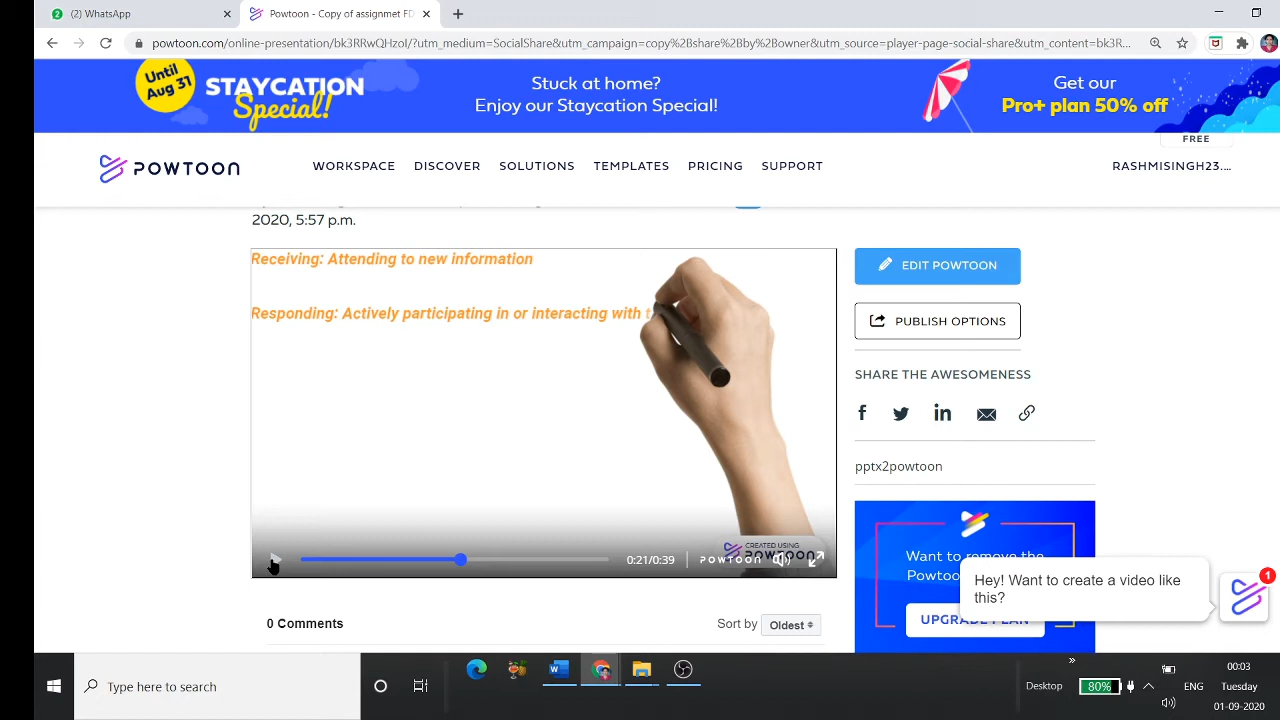 (2) WhatsApp
Powtoon - Copy of assignmet FD
powtoon.com/online-presentation/bk3RRwQHzol/?utm_medium=SocialShare&utm_campaign=copy%2Bshare%2Bby%2Bowner&utm_source=player-page-social-share&utm_content=bk3R...
Until
Aug 31
STAYCATION
Special!
Stuck at home?
Enjoy our Staycation Special!
Get our
Pro+ plan 50% off
FREE
POWTOON
WORKSPACE DISCOVER SOLUTIONS TEMPLATES PRICING SUPPORT
RASHMISINGH23....
2020, 5:57 p.m.
Receiving: Attending to new information
Responding: Actively participating in or interacting with t
CREATED USING
POWTOON
0:21/0:39
POWTOON
EDIT POWTOON
PUBLISH OPTIONS
SHARE THE AWESOMENESS
pptx2powtoon
Want to remove the
Powtoo
UPGRADE PLAN
Hey! Want to create a video like
this?
1
0 Comments
Sort by Oldest
Type here to search
Desktop
80%
ENG
00:03
Tuesday
01-09-2020